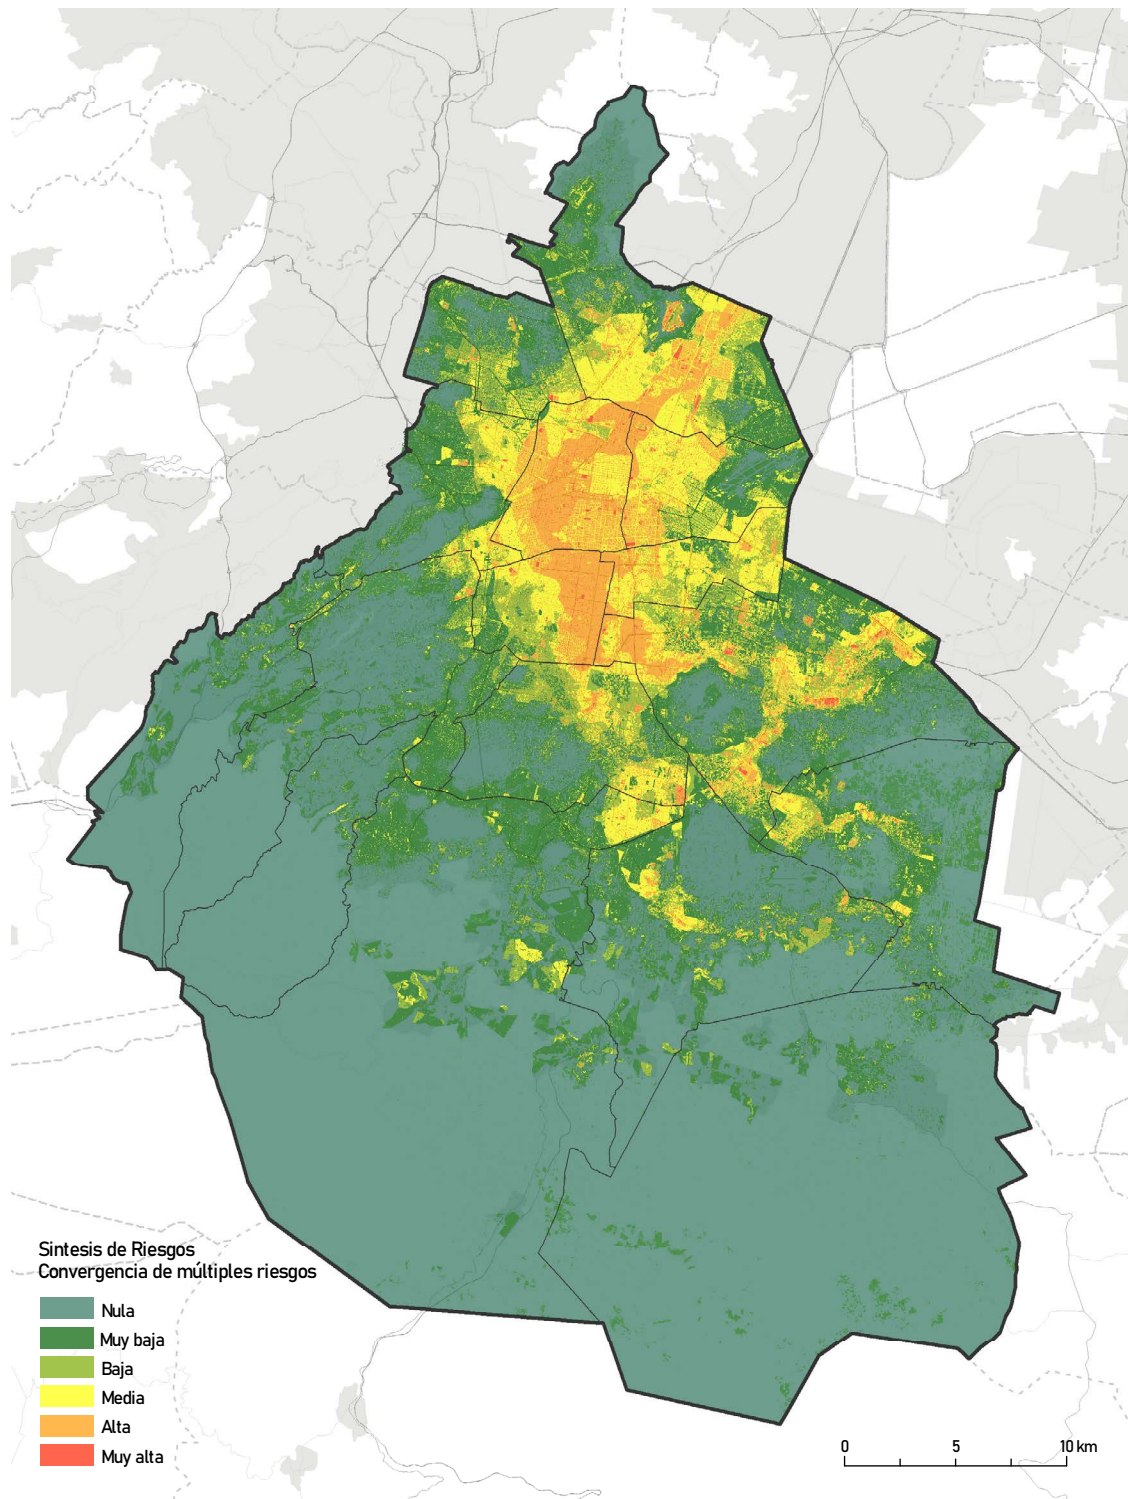 Sintesis de Riesgos
Convergencia de múltiples riesgos
Nula
Muy baja
Baja
Media
Alta
Muy alta
0 5 10 km